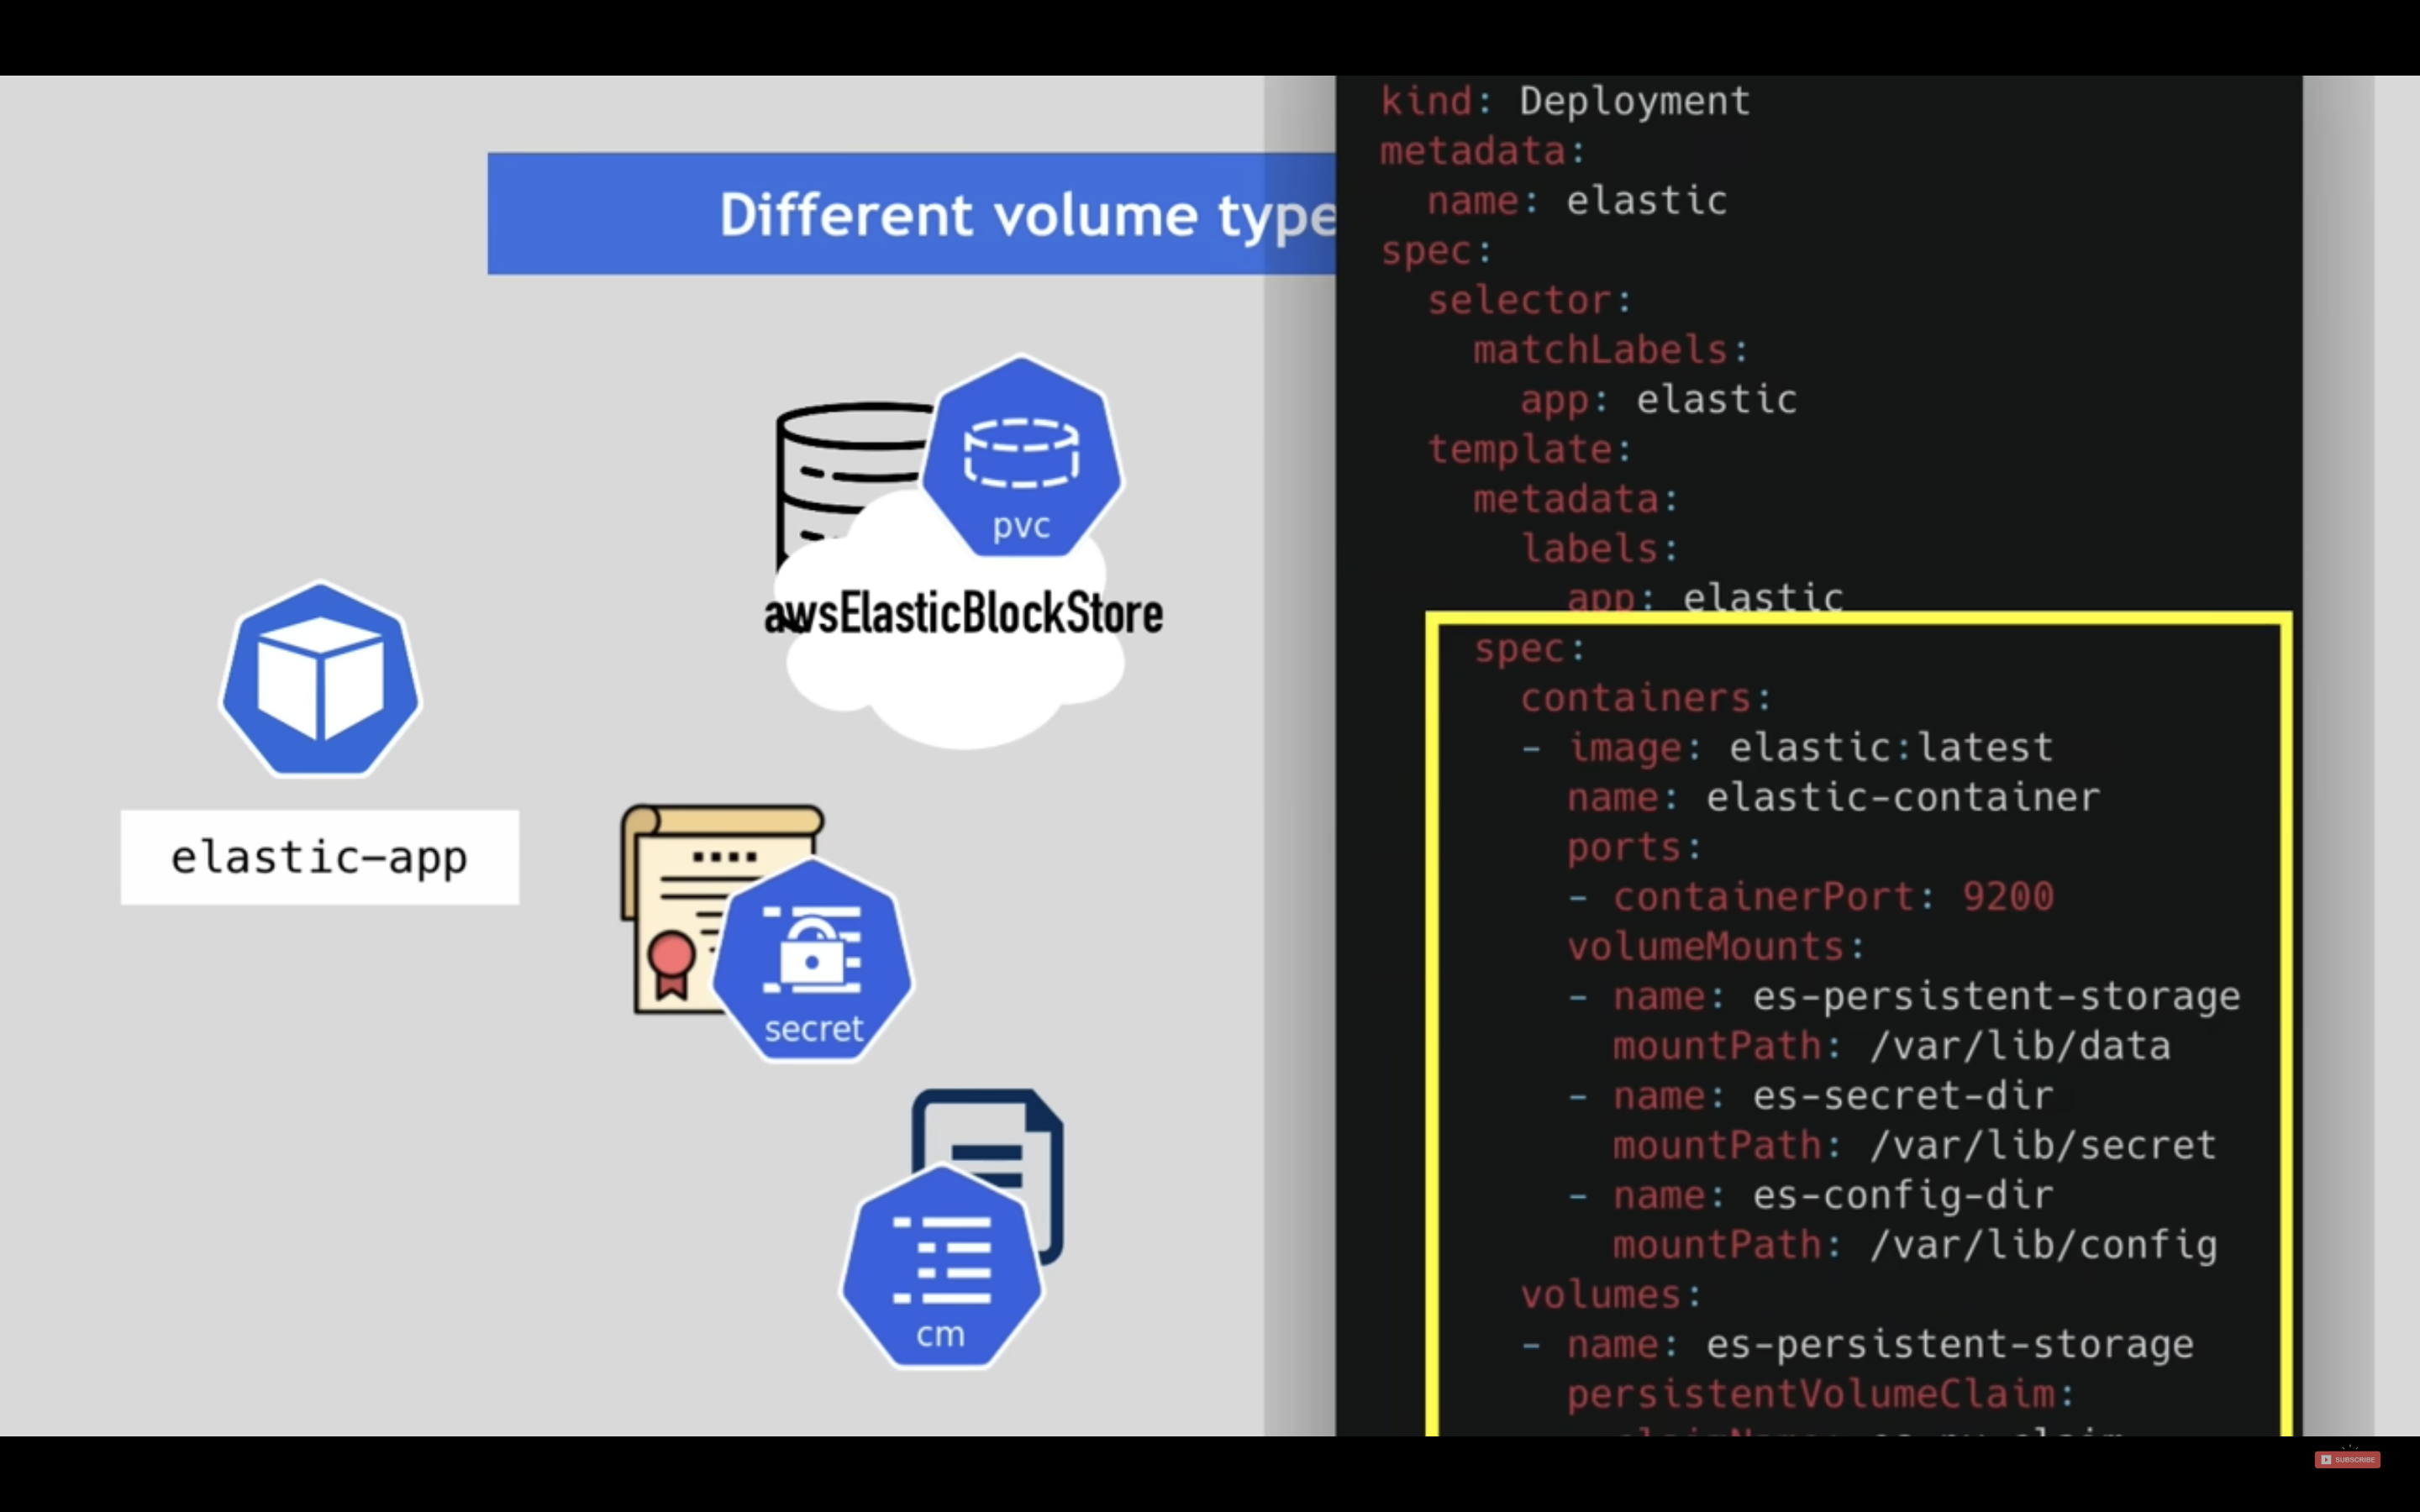 Different volume type
pvc
awsElasticBlockStore
elastic-app
secret
cm
kind: Deployment
metadata:
name: elastic
spec:
selector:
matchLabels:
app: elastic
template:
metadata:
labels:
app: elastic
spec:
containers:
- image: elastic:latest
name: elastic-container
ports:
- containerPort: 9200
volumeMounts:
- name: es-persistent-storage
mountPath: /var/lib/data
- name: es-secret-dir
mountPath: /var/lib/secret
- name: es-config-dir
mountPath: /var/lib/config
volumes:
- name: es-persistent-storage
persistentVolumeClaim:
SUBSCRIBE